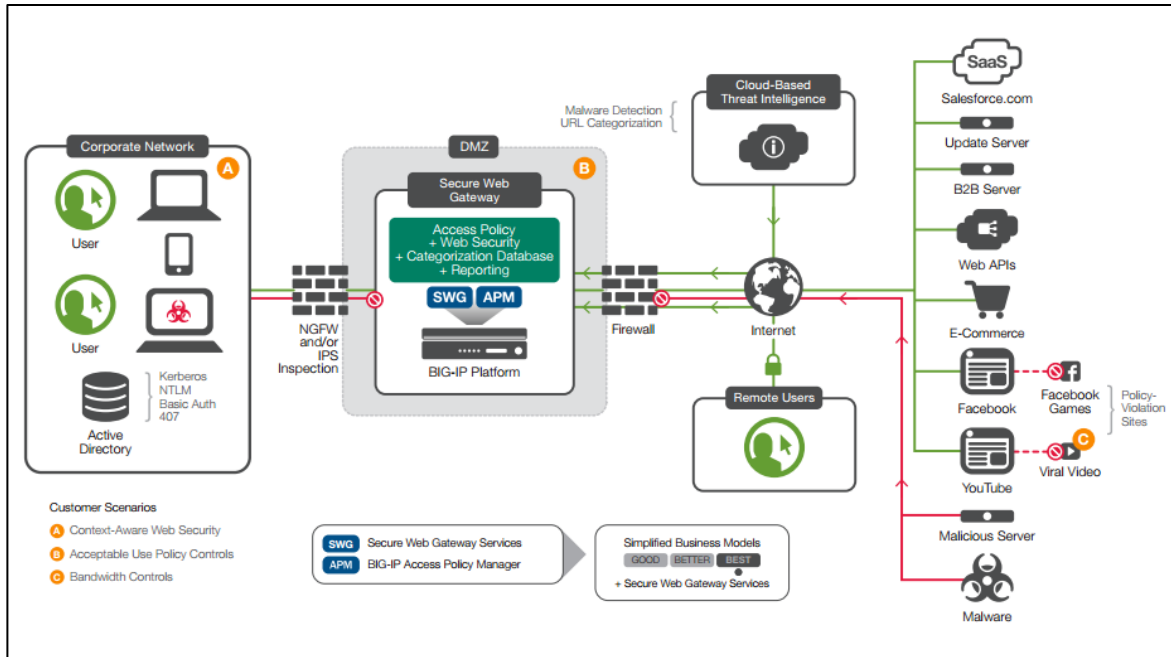 Corporate Network
A
User
User
Kerberos
NTLM
Basic Auth
407
Active
Directory
NGFW
and/or
IPS
Inspection
DMZ
B
Secure Web
Gateway
Access Policy
+ Web Security
+ Categorization Database
+ Reporting
SWG
APM
BIG-IP Platform
Firewall
Malware Detection
URL Categorization
Cloud-Based
Threat Intelligence
i
Internet
Remote Users
SaaS
Salesforce.com
Update Server
B2B Server
Web APIs
E-Commerce
Facebook
f
Facebook
Games
Policy-
Violation
Sites
YouTube
C
Viral Video
Malicious Server
Malware
Customer Scenarios
A Context-Aware Web Security
B Acceptable Use Policy Controls
C Bandwidth Controls
SWG Secure Web Gateway Services
APM BIG-IP Access Policy Manager
Simplified Business Models
GOOD BETTER BEST
+ Secure Web Gateway Services